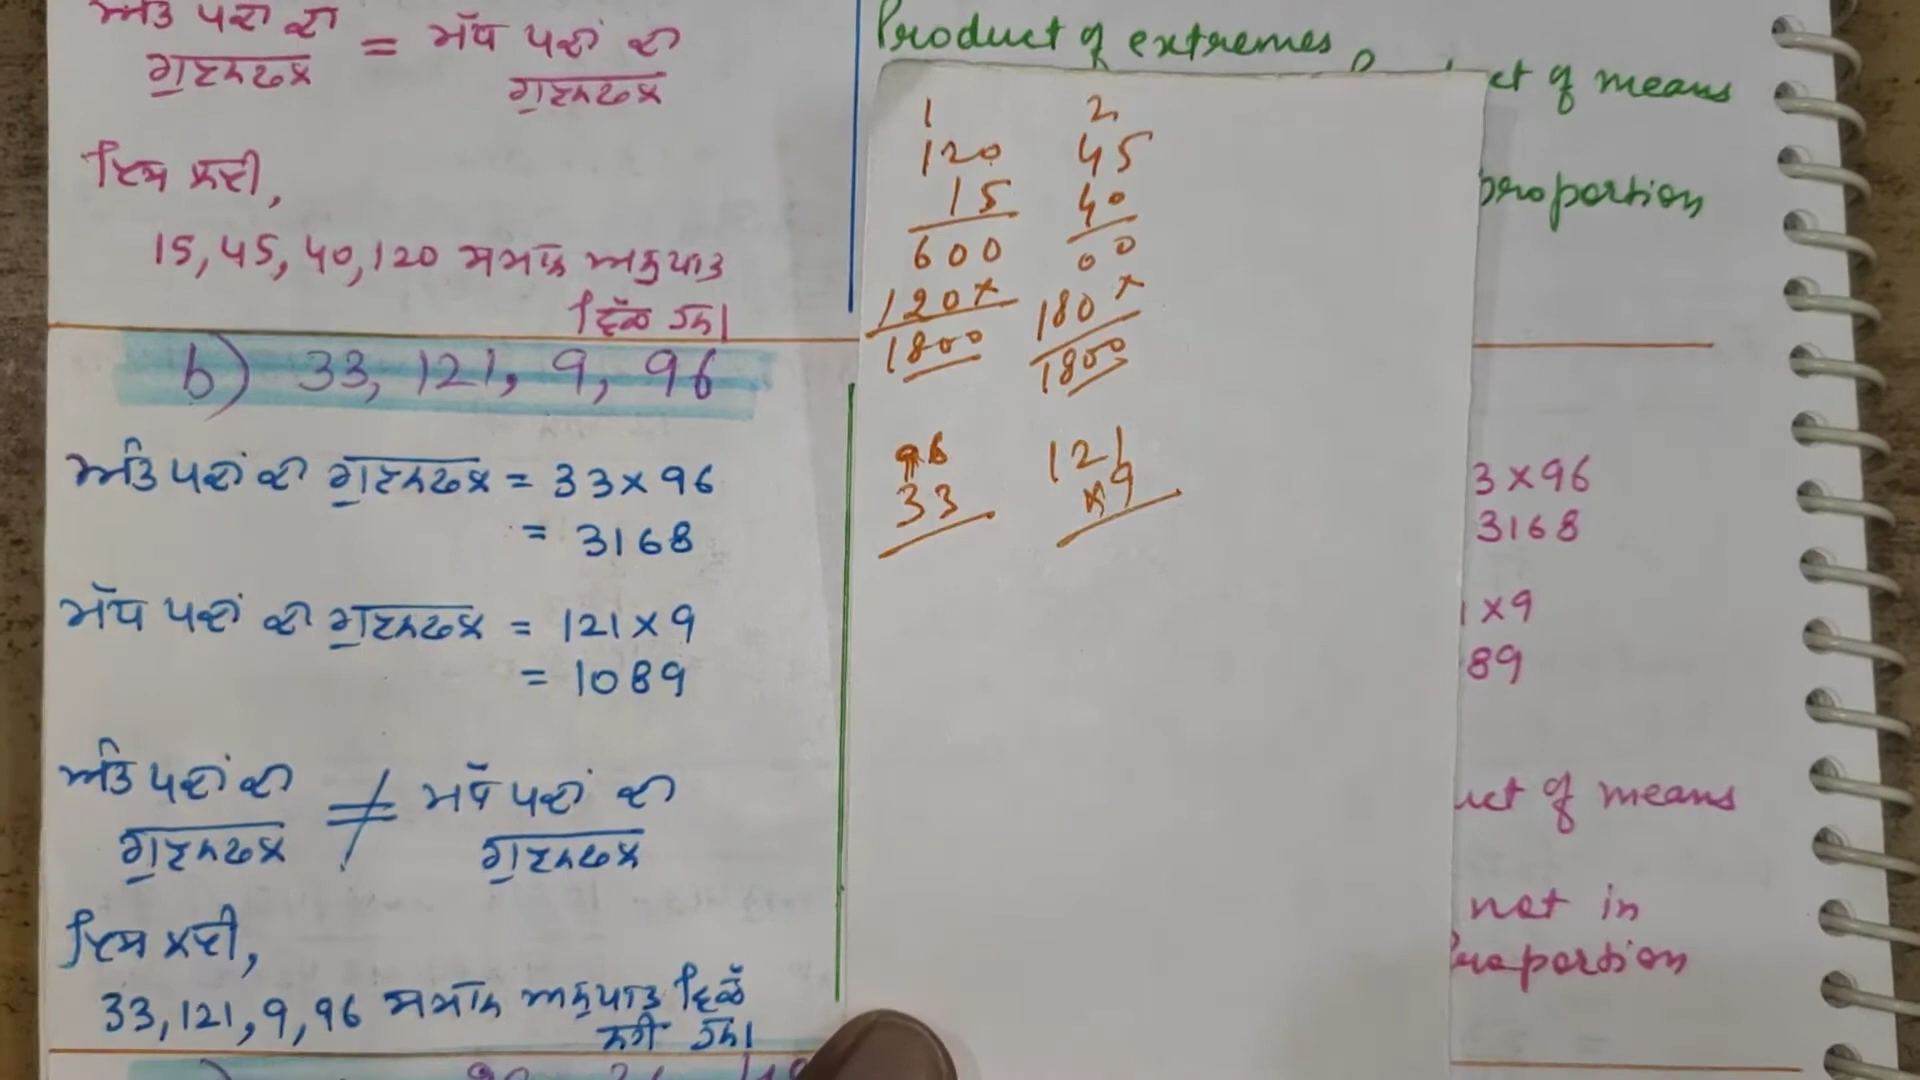 ਅੰਤ ਪਦਾਂ ਦਾ = ਮੱਧ ਪਦਾਂ ਦਾ
ਗੁਣਨਫਲ ਗੁਣਨਫਲ
ਇਸ ਲਈ,
15, 45, 40, 120 ਸਮਾਨ ਅਨੁਪਾਤ
ਵਿੱਚ ਹਨ।
b) 33, 121, 9, 96
ਅੰਤ ਪਦਾਂ ਦਾ ਗੁਣਨਫਲ = 33 × 96
= 3168
ਮੱਧ ਪਦਾਂ ਦਾ ਗੁਣਨਫਲ = 121 × 9
= 1089
ਅੰਤ ਪਦਾਂ ਦਾ ≠ ਮੱਧ ਪਦਾਂ ਦਾ
ਗੁਣਨਫਲ ਗੁਣਨਫਲ
ਇਸ ਲਈ,
33, 121, 9, 96 ਸਮਾਨ ਅਨੁਪਾਤ ਵਿੱਚ
ਨਹੀਂ ਹਨ।
Product of extremes
ct of means
proportion
1 2
120 45
15 40
600 00
120× 180×
1800 1800
96 121
33 ×9
3 × 96
3168
1 × 9
89
uct of means
not in
proportion